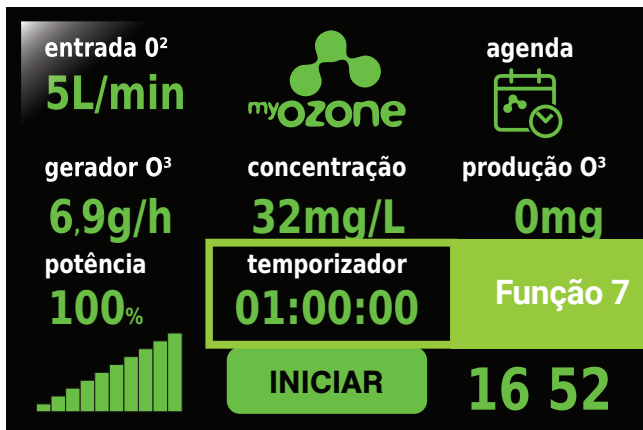 entrada 0²
5L/min
myozone
agenda
gerador O³
6,9g/h
concentração
32mg/L
produção O³
0mg
potência
100%
temporizador
01:00:00
Função 7
INICIAR
16 52